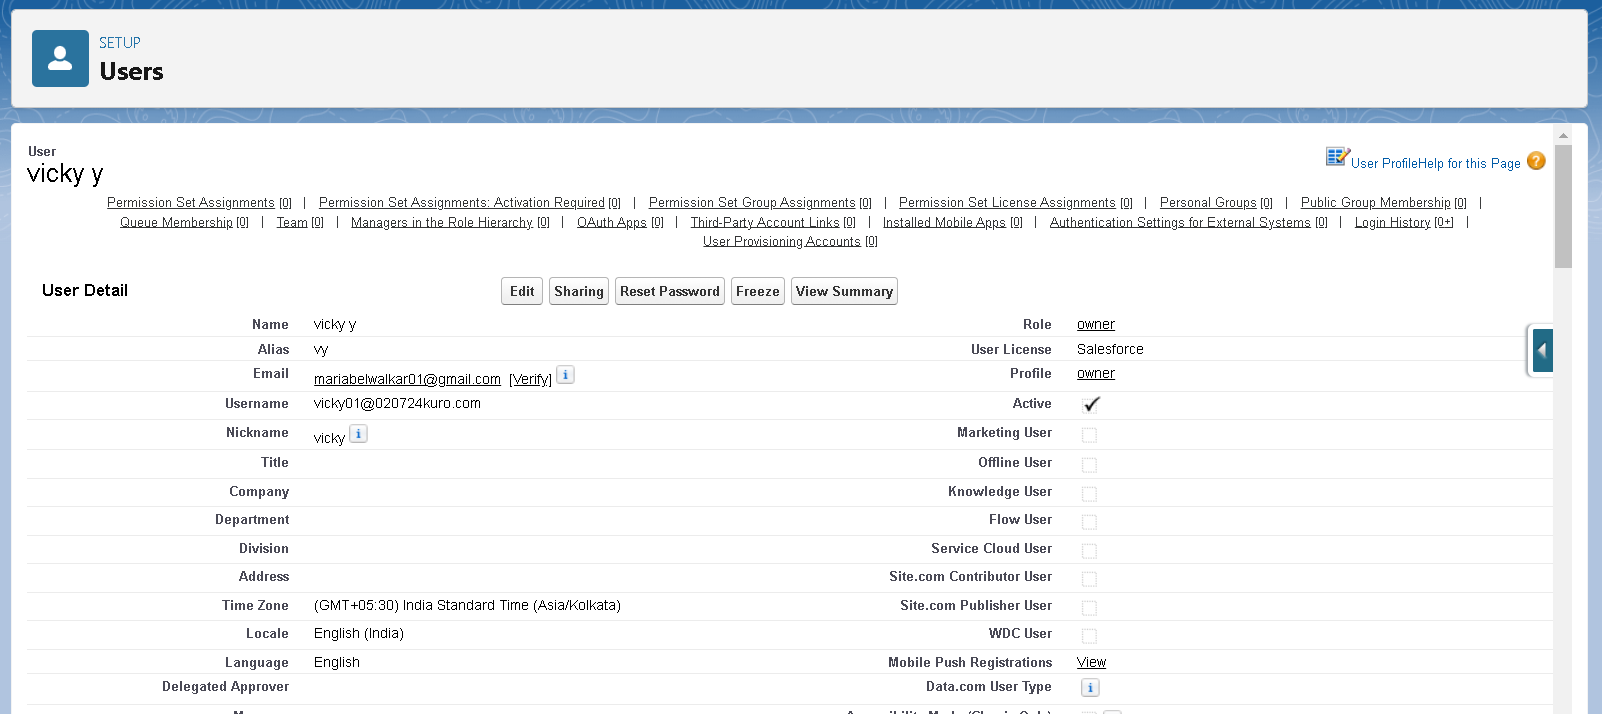 SETUP
Users
User
vicky y
User Profile Help for this Page
Permission Set Assignments [0] | Permission Set Assignments: Activation Required [0] | Permission Set Group Assignments [0] | Permission Set License Assignments [0] | Personal Groups [0] | Public Group Membership [0] |
Queue Membership [0] | Team [0] | Managers in the Role Hierarchy [0] | OAuth Apps [0] | Third-Party Account Links [0] | Installed Mobile Apps [0] | Authentication Settings for External Systems [0] | Login History [0+] |
User Provisioning Accounts [0]
User Detail Edit Sharing Reset Password Freeze View Summary
Name vicky y Role owner
Alias vy User License Salesforce
Email mariabelwalkar01@gmail.com [Verify] i Profile owner
Username vicky01@020724kuro.com Active
Nickname vicky i Marketing User
Title Offline User
Company Knowledge User
Department Flow User
Division Service Cloud User
Address Site.com Contributor User
Time Zone (GMT+05:30) India Standard Time (Asia/Kolkata) Site.com Publisher User
Locale English (India) WDC User
Language English Mobile Push Registrations View
Delegated Approver Data.com User Type i